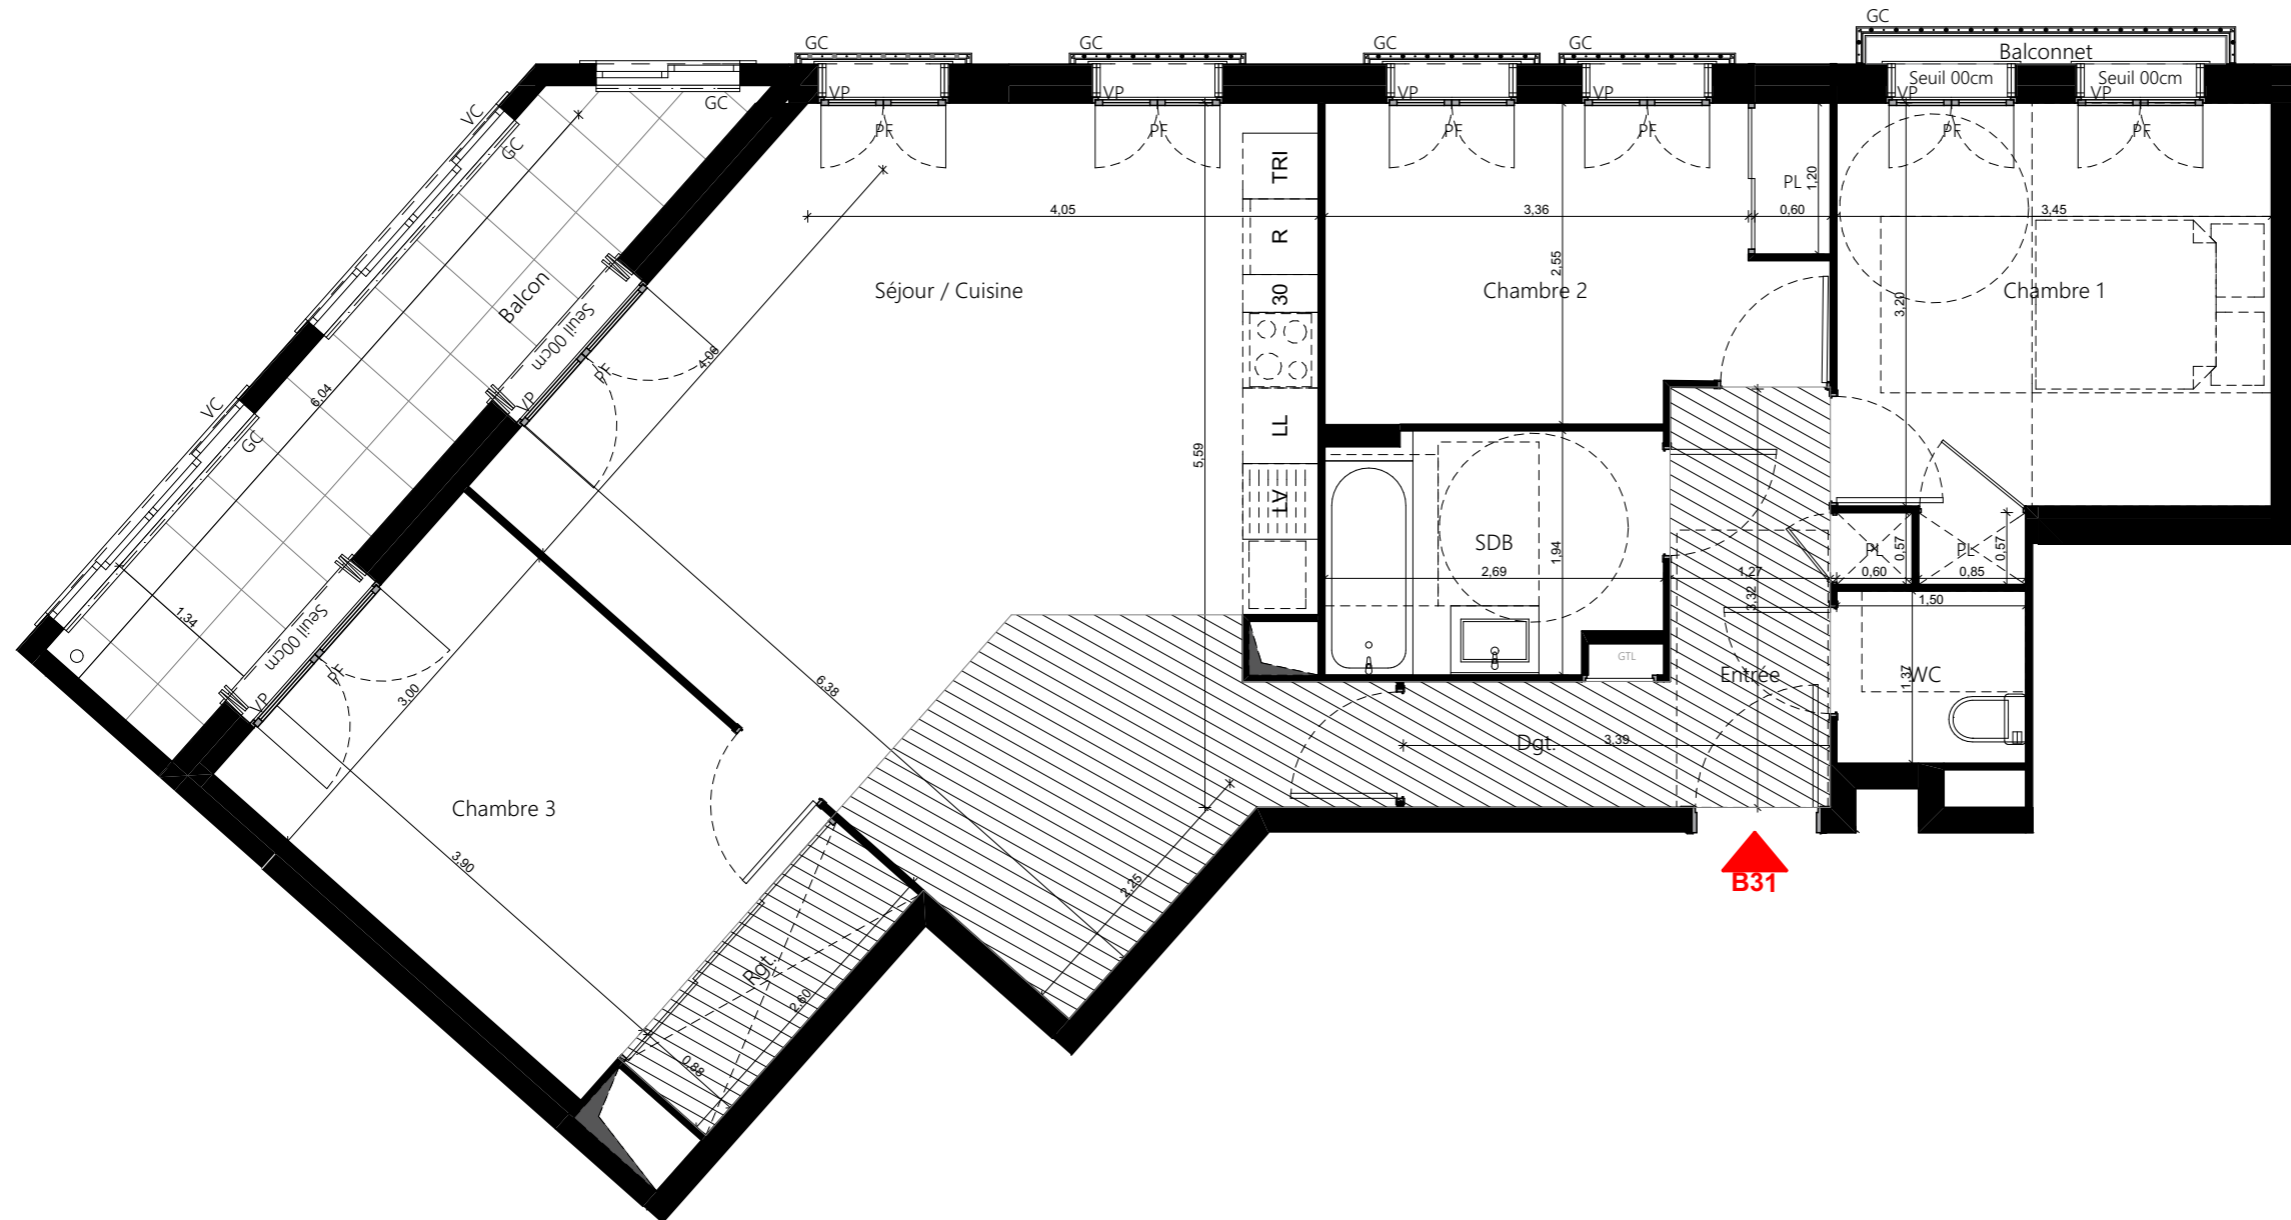 GC
Balconnet
GC
GC
GC
GC
Seuil 00cm
Seuil 00cm
GC
VP
VP
VP
VP
VP
VP
VC
GC
PF
PF
PF
PF
PF
PF
TRI
PL
1,20
4,05
3,36
0,60
3,45
R
Balcon
Séjour / Cuisine
30
2,55
Chambre 2
3,20
Chambre 1
Seuil 00cm
4,06
PF
VP
6,04
VC
GC
LL
5,59
LV
SDB
1,94
2,69
1,27
3,32
PL
0,57
0,60
PL
0,57
0,85
1,50
1,34
Seuil 00cm
PF
VP
3,00
6,38
GTL
Entrée
1,37
WC
Dgt.
3,39
Chambre 3
3,90
2,25
B31
Rgt.
2,60
0,88